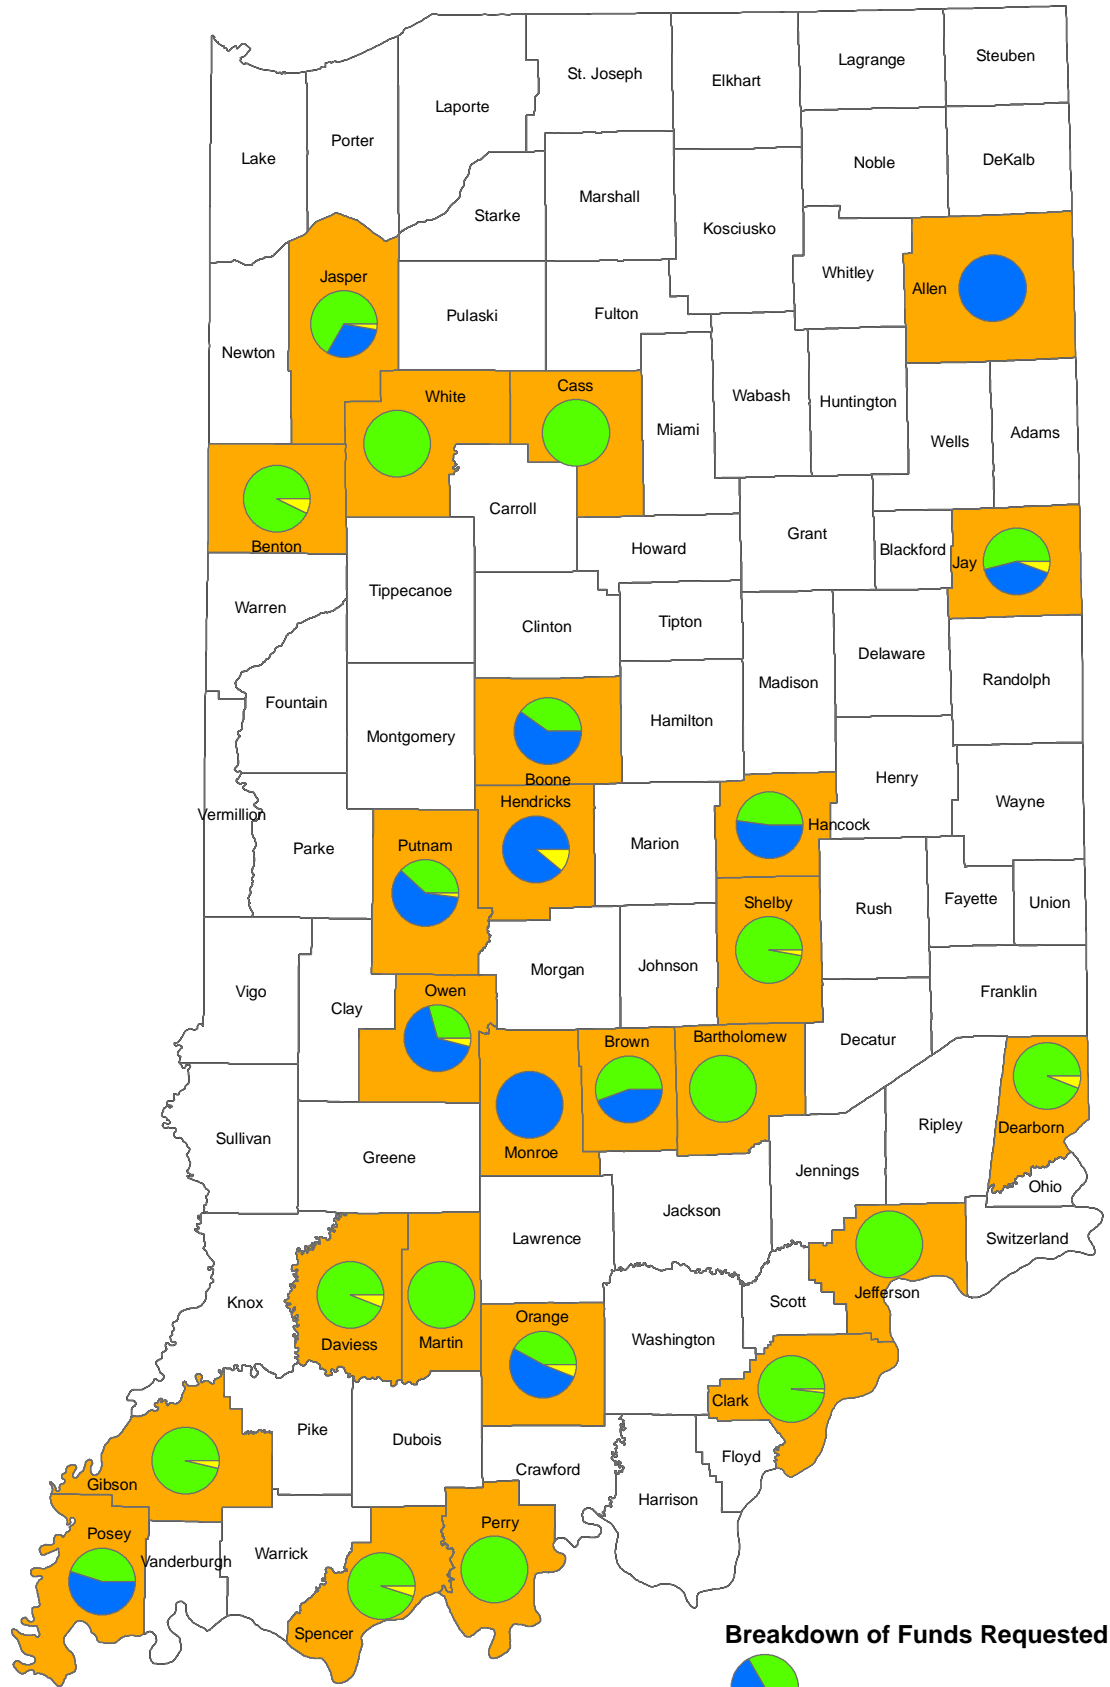 Steuben
Lagrange
St. Joseph
Elkhart
Laporte
Porter
Lake
Noble
DeKalb
Marshall
Starke
Kosciusko
Whitley
Jasper
Allen
Pulaski
Fulton
Newton
White
Cass
Wabash
Huntington
Miami
Wells
Adams
Carroll
Grant
Benton
Howard
Blackford
Jay
Tippecanoe
Warren
Clinton
Tipton
Delaware
Madison
Randolph
Fountain
Hamilton
Montgomery
Boone
Henry
Hendricks
Wayne
Vermillion
Hancock
Parke
Putnam
Marion
Shelby
Rush
Fayette
Union
Morgan
Johnson
Vigo
Owen
Franklin
Clay
Brown
Bartholomew
Decatur
Sullivan
Ripley
Dearborn
Greene
Monroe
Jennings
Ohio
Jackson
Lawrence
Switzerland
Knox
Scott
Jefferson
Orange
Daviess
Martin
Washington
Clark
Pike
Dubois
Floyd
Crawford
Gibson
Harrison
Perry
Posey
Vanderburgh
Warrick
Spencer
Breakdown of Funds Requested